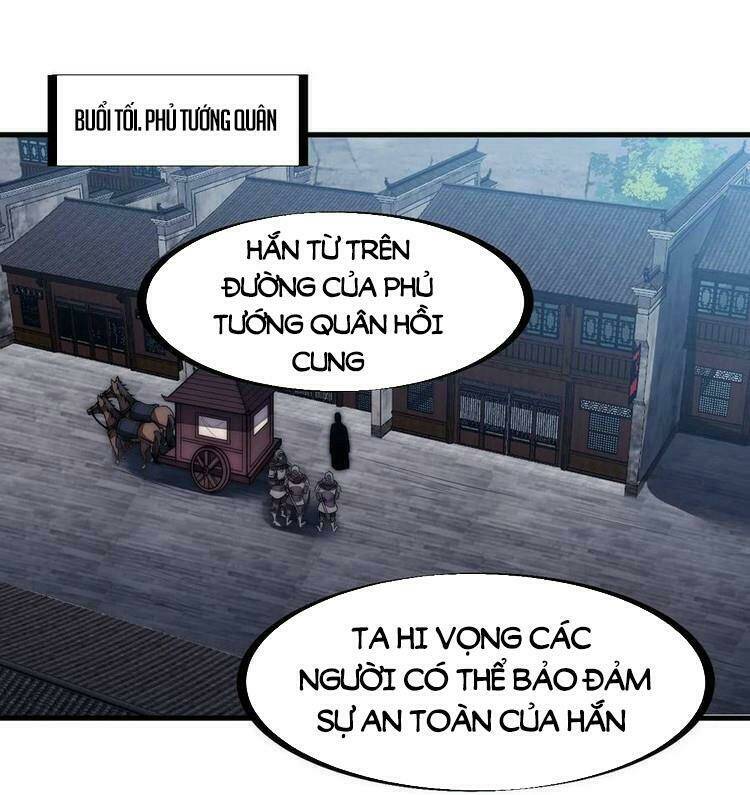 BUỔI TỐI. PHỦ TƯỚNG QUÂN
HẮN TỪ TRÊN
ĐƯỜNG CỦA PHỦ
TƯỚNG QUÂN HỒI
CUNG
TA HI VỌNG CÁC
NGƯỜI CÓ THỂ BẢO ĐẢM
SỰ AN TOÀN CỦA HẮN